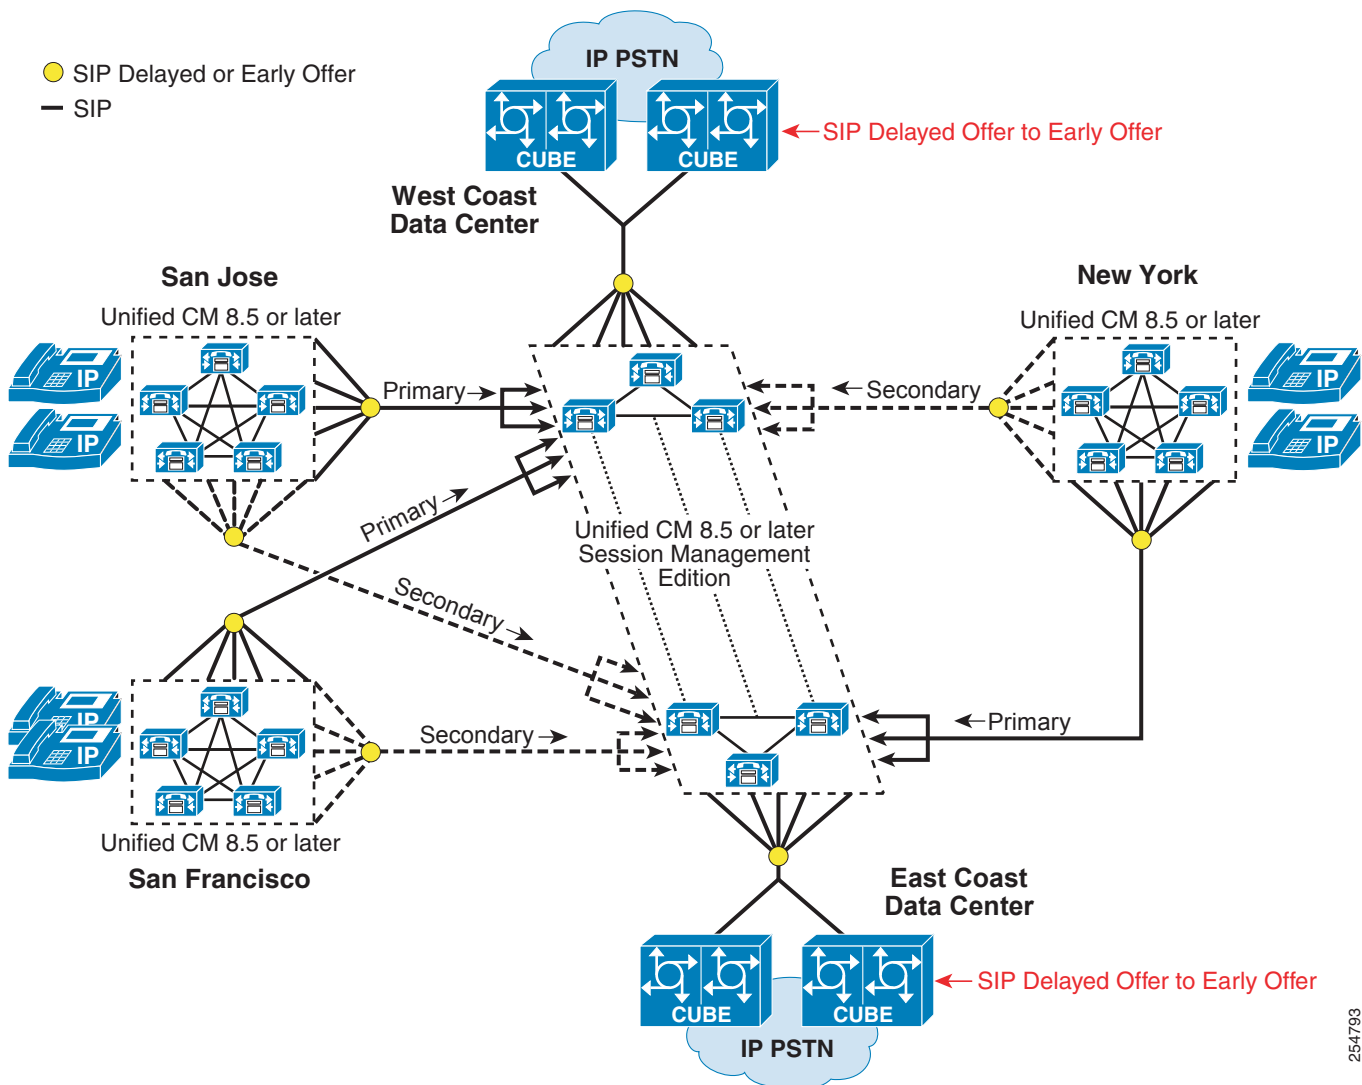 IP PSTN
SIP Delayed or Early Offer
SIP
CUBE
CUBE
SIP Delayed Offer to Early Offer
West Coast
Data Center
San Jose
Unified CM 8.5 or later
New York
Unified CM 8.5 or later
IP
IP
Primary
Secondary
IP
IP
Primary
Unified CM 8.5 or later
Session Management
Edition
Secondary
IP
IP
Secondary
Primary
Unified CM 8.5 or later
San Francisco
East Coast
Data Center
CUBE
CUBE
SIP Delayed Offer to Early Offer
IP PSTN
254793